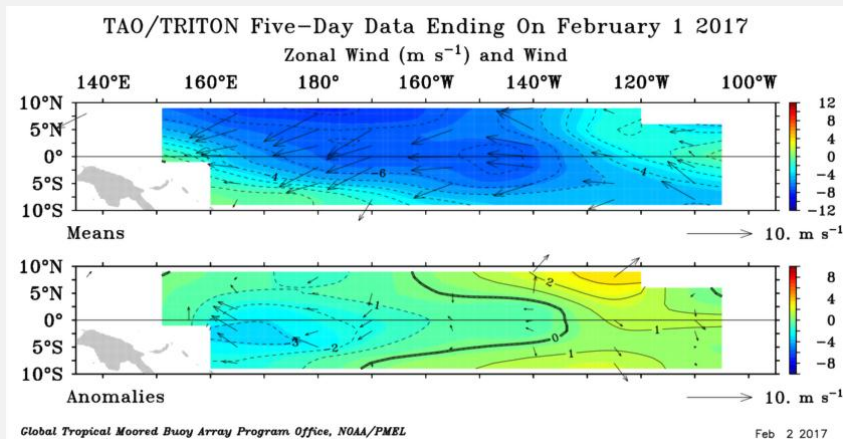 TAO/TRITON Five-Day Data Ending On February 1 2017
Zonal Wind (m s⁻¹) and Wind
140°E 160°E 180° 160°W 140°W 120°W 100°W
10°N
5°N
0°
5°S
10°S
-4
-6
-4
12
8
4
0
-4
-8
-12
Means
10. m s⁻¹
10°N
5°N
0°
5°S
10°S
1
-3
-2
0
2
1
1
8
4
0
-4
-8
Anomalies
10. m s⁻¹
Global Tropical Moored Buoy Array Program Office, NOAA/PMEL
Feb 2 2017